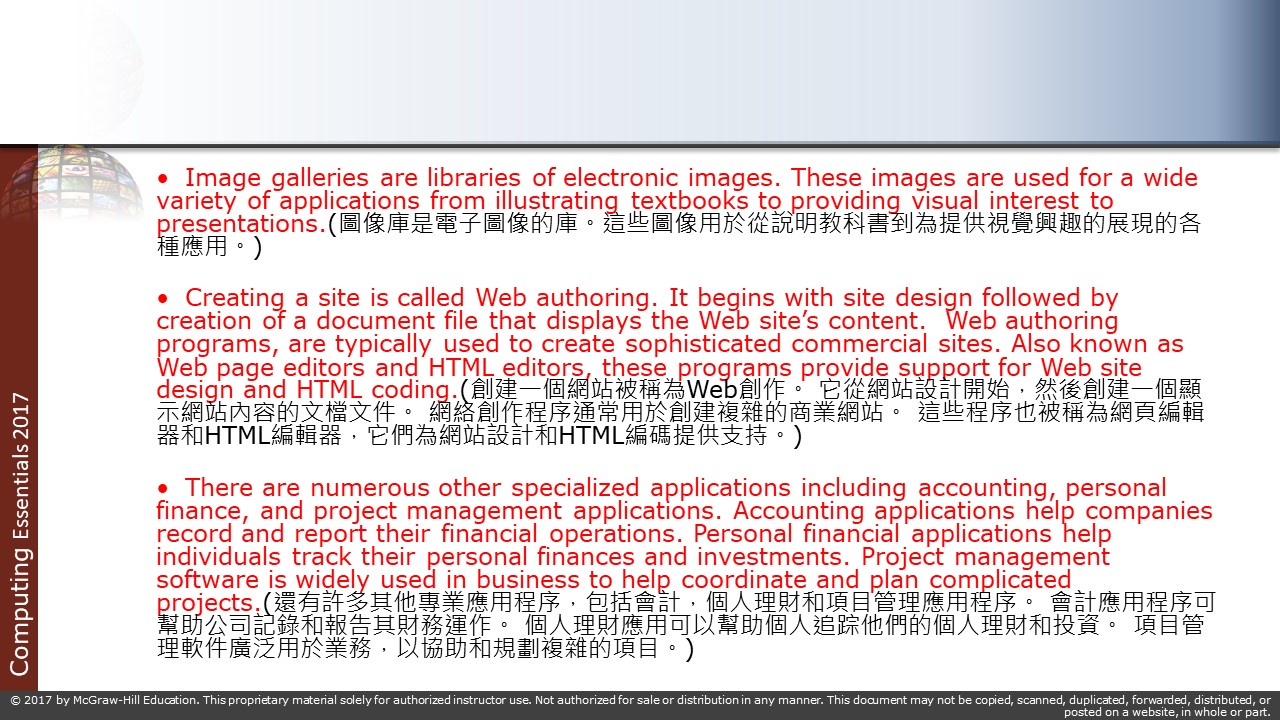 • Image galleries are libraries of electronic images. These images are used for a wide
variety of applications from illustrating textbooks to providing visual interest to
presentations.(圖像庫是電子圖像的庫。這些圖像用於從說明教科書到為提供視覺興趣的展現的各
種應用。)
• Creating a site is called Web authoring. It begins with site design followed by
creation of a document file that displays the Web site’s content.  Web authoring
programs, are typically used to create sophisticated commercial sites. Also known as
Web page editors and HTML editors, these programs provide support for Web site
design and HTML coding.(創建一個網站被稱為Web創作。 它從網站設計開始，然後創建一個顯
示網站內容的文檔文件。 網絡創作程序通常用於創建複雜的商業網站。 這些程序也被稱為網頁編輯
器和HTML編輯器，它們為網站設計和HTML編碼提供支持。)
• There are numerous other specialized applications including accounting, personal
finance, and project management applications. Accounting applications help companies
record and report their financial operations. Personal financial applications help
individuals track their personal finances and investments. Project management
software is widely used in business to help coordinate and plan complicated
projects.(還有許多其他專業應用程序，包括會計，個人理財和項目管理應用程序。 會計應用程序可
幫助公司記錄和報告其財務運作。 個人理財應用可以幫助個人追踪他們的個人理財和投資。 項目管
理軟件廣泛用於業務，以協助和規劃複雜的項目。)
Computing Essentials 2017
© 2017 by McGraw-Hill Education. This proprietary material solely for authorized instructor use. Not authorized for sale or distribution in any manner. This document may not be copied, scanned, duplicated, forwarded, distributed, or
posted on a website, in whole or part.